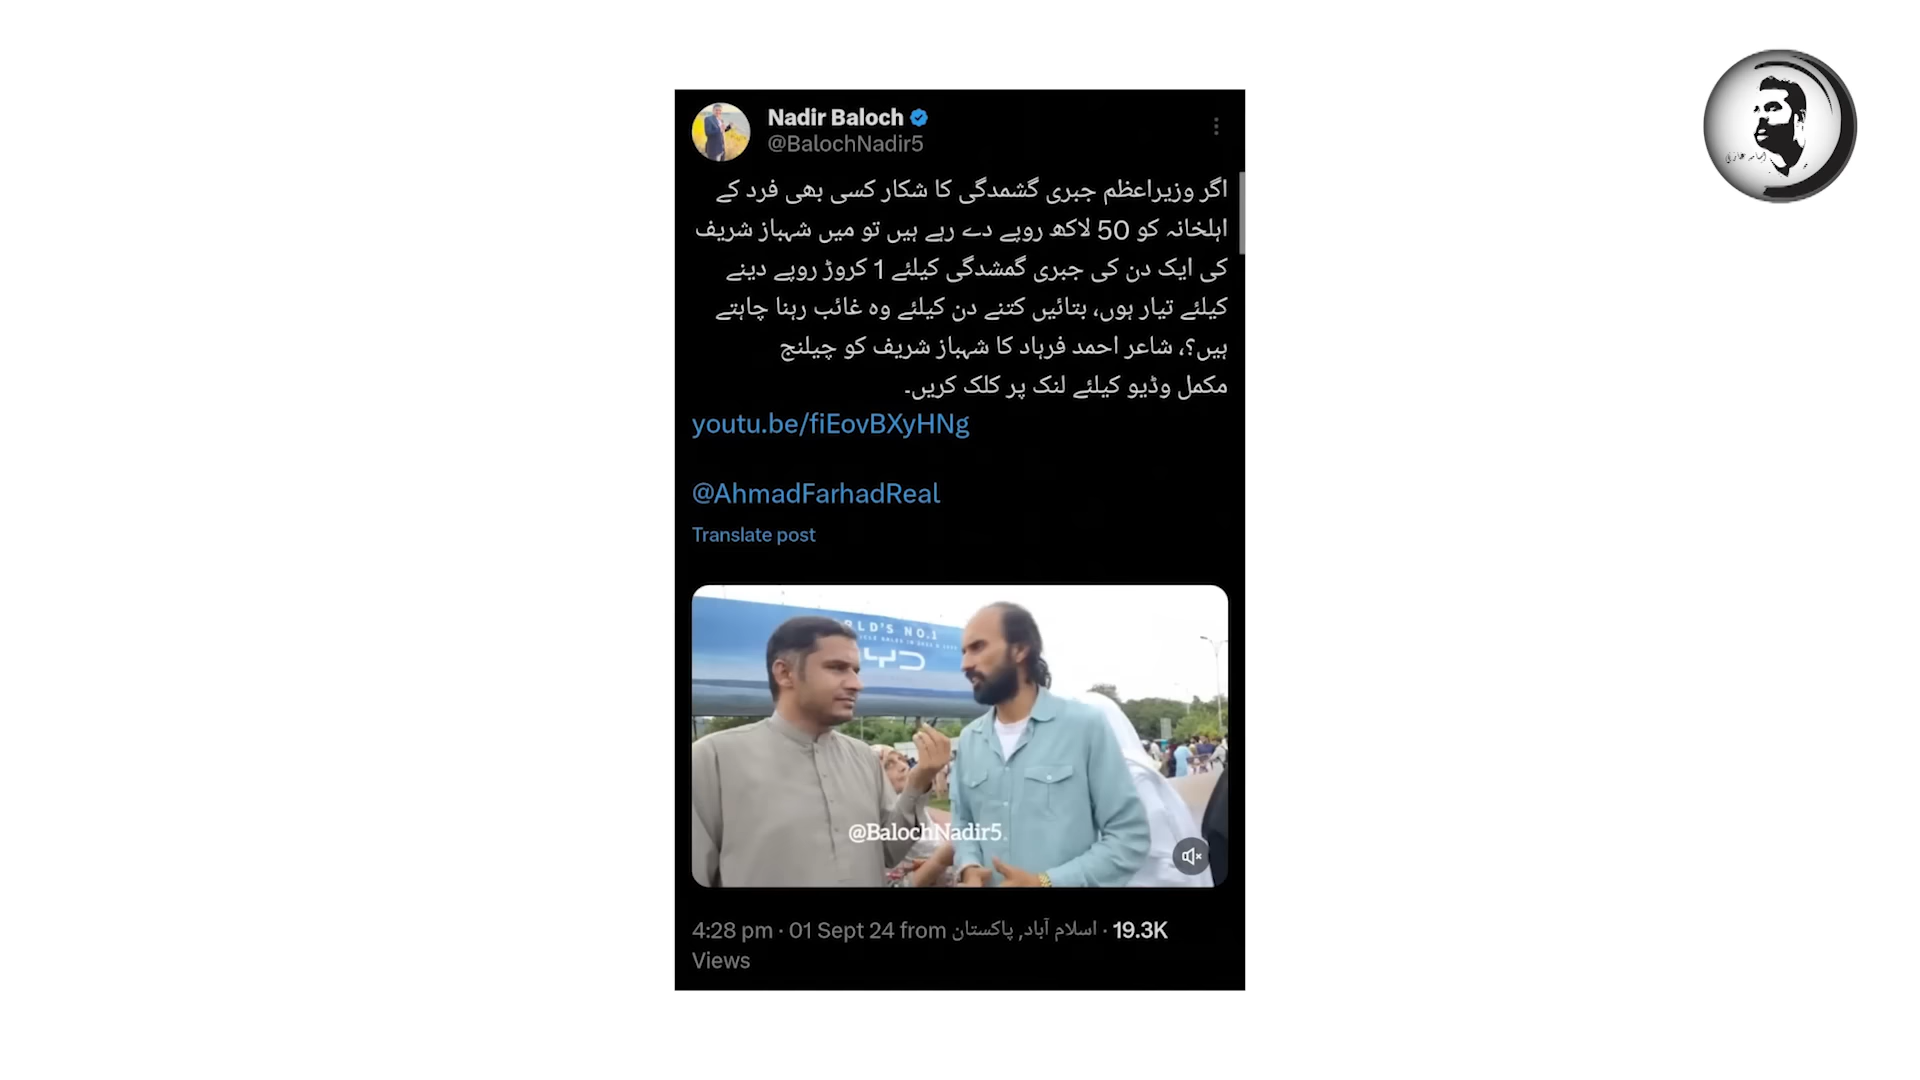 Nadir Baloch
@BalochNadir5
اگر وزیراعظم جبری گشمدگی کا شکار کسی بھی فرد کے
اہلخانہ کو 50 لاکھ روپے دے رہے ہیں تو میں شہباز شریف
کی ایک دن کی جبری گمشدگی کیلئے 1 کروڑ روپے دینے
کیلئے تیار ہوں، بتائیں کتنے دن کیلئے وہ غائب رہنا چاہتے
ہیں؟، شاعر احمد فرہاد کا شہباز شریف کو چیلنج
مکمل وڈیو کیلئے لنک پر کلک کریں۔
youtu.be/fiEovBXyHNg
@AhmadFarhadReal
Translate post
RLD'S NO.1
@BalochNadir5
4:28 pm · 01 Sept 24 from اسلام آباد, پاکستان · 19.3K
Views